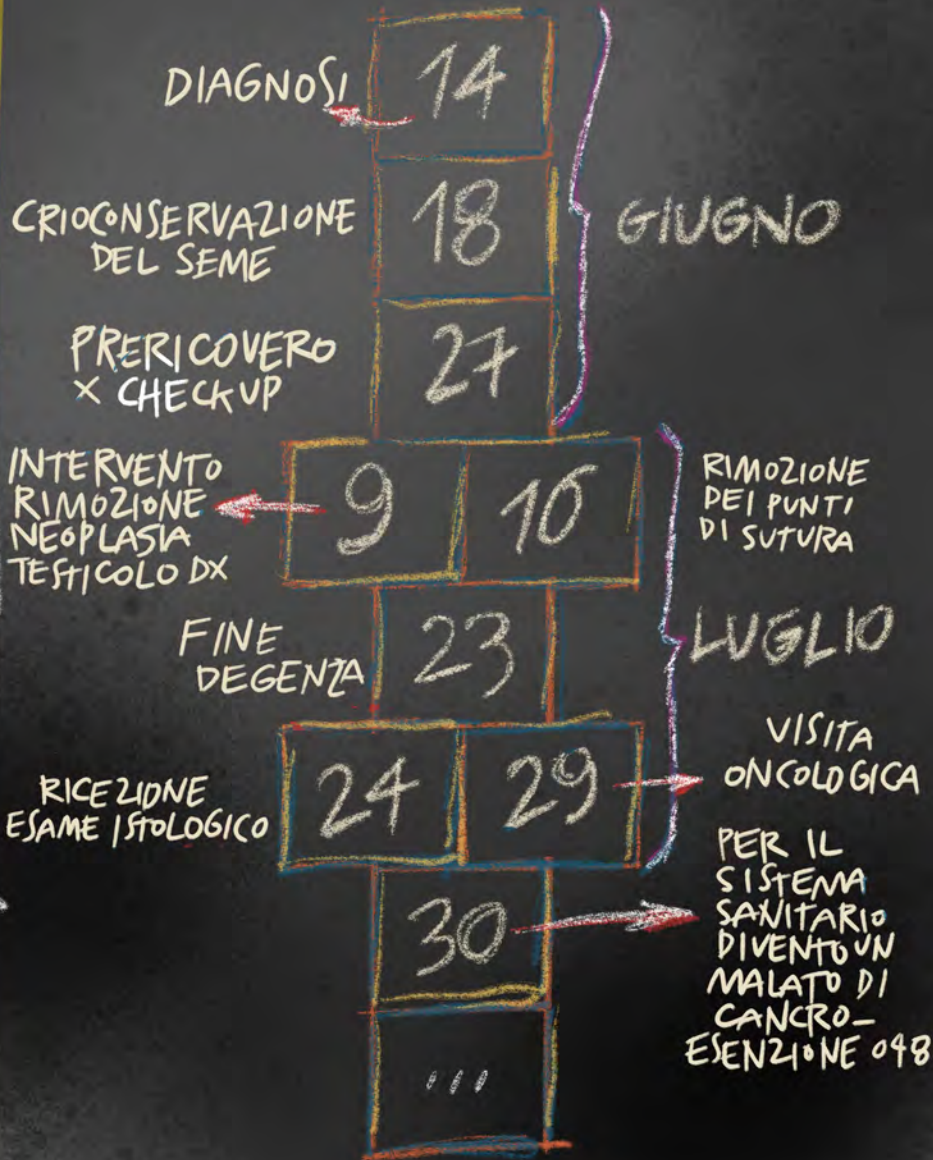 14
DIAGNOSI
18
CRIOCONSERVAZIONE
DEL SEME
GIUGNO
27
PRERICOVERO
X CHECKUP
9
INTERVENTO
RIMOZIONE
NEOPLASIA
TESTICOLO DX
16
RIMOZIONE
DEI PUNTI
DI SUTURA
23
FINE
DEGENZA
LUGLIO
24
RICEZIONE
ESAME ISTOLOGICO
29
VISITA
ONCOLOGICA
30
PER IL
SISTEMA
SANITARIO
DIVENTO UN
MALATO DI
CANCRO_
ESENZIONE 048
...